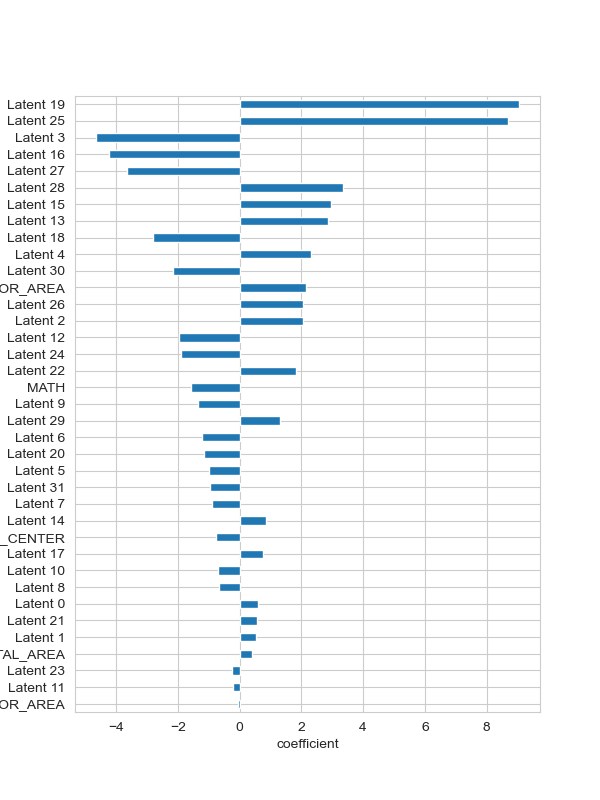 Latent 19
Latent 25
Latent 3
Latent 16
Latent 27
Latent 28
Latent 15
Latent 13
Latent 18
Latent 4
Latent 30
OR_AREA
Latent 26
Latent 2
Latent 12
Latent 24
Latent 22
MATH
Latent 9
Latent 29
Latent 6
Latent 20
Latent 5
Latent 31
Latent 7
Latent 14
_CENTER
Latent 17
Latent 10
Latent 8
Latent 0
Latent 21
Latent 1
TAL_AREA
Latent 23
Latent 11
OR_AREA
−4 −2 0 2 4 6 8
coefficient